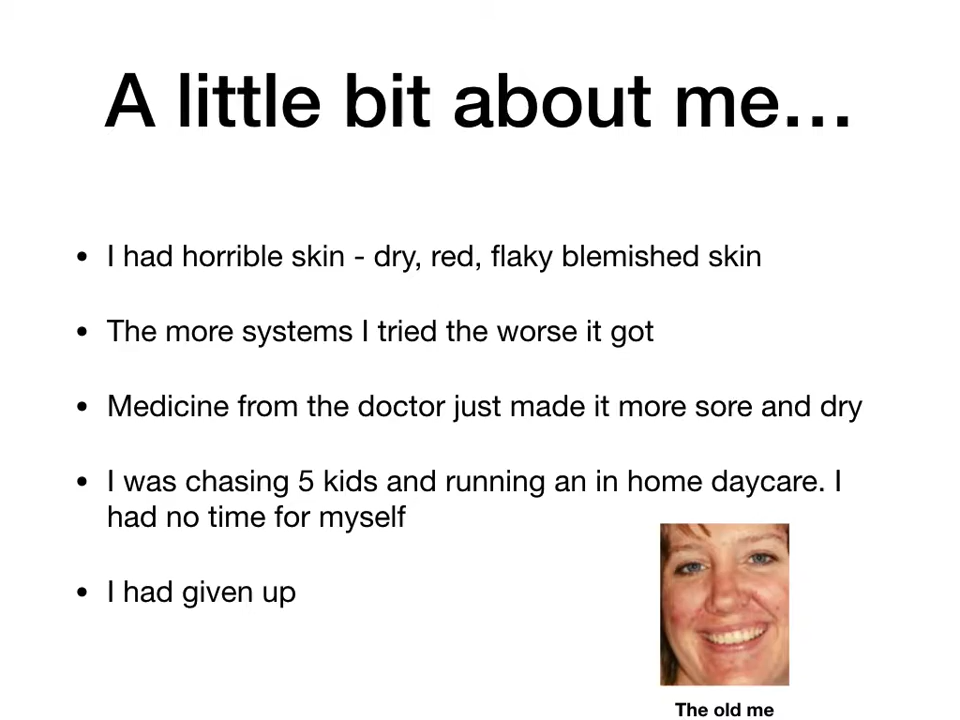 A little bit about me…
• I had horrible skin - dry, red, flaky blemished skin
• The more systems I tried the worse it got
• Medicine from the doctor just made it more sore and dry
• I was chasing 5 kids and running an in home daycare. I
had no time for myself
• I had given up
The old me